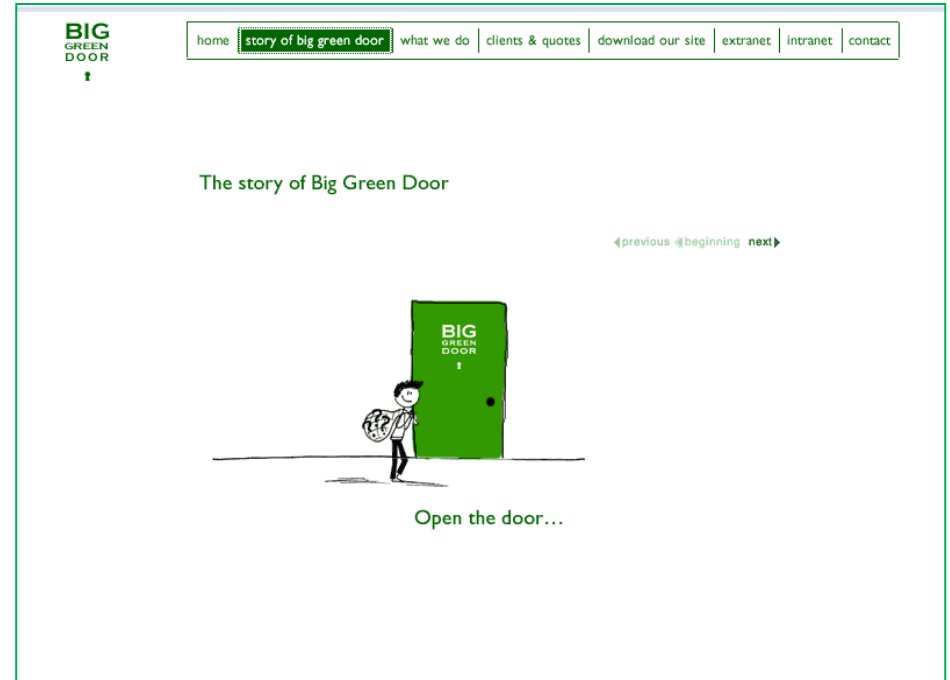 BIG
GREEN
DOOR
home story of big green door what we do clients & quotes download our site extranet intranet contact
The story of Big Green Door
previous beginning next
BIG
GREEN
DOOR
Open the door…